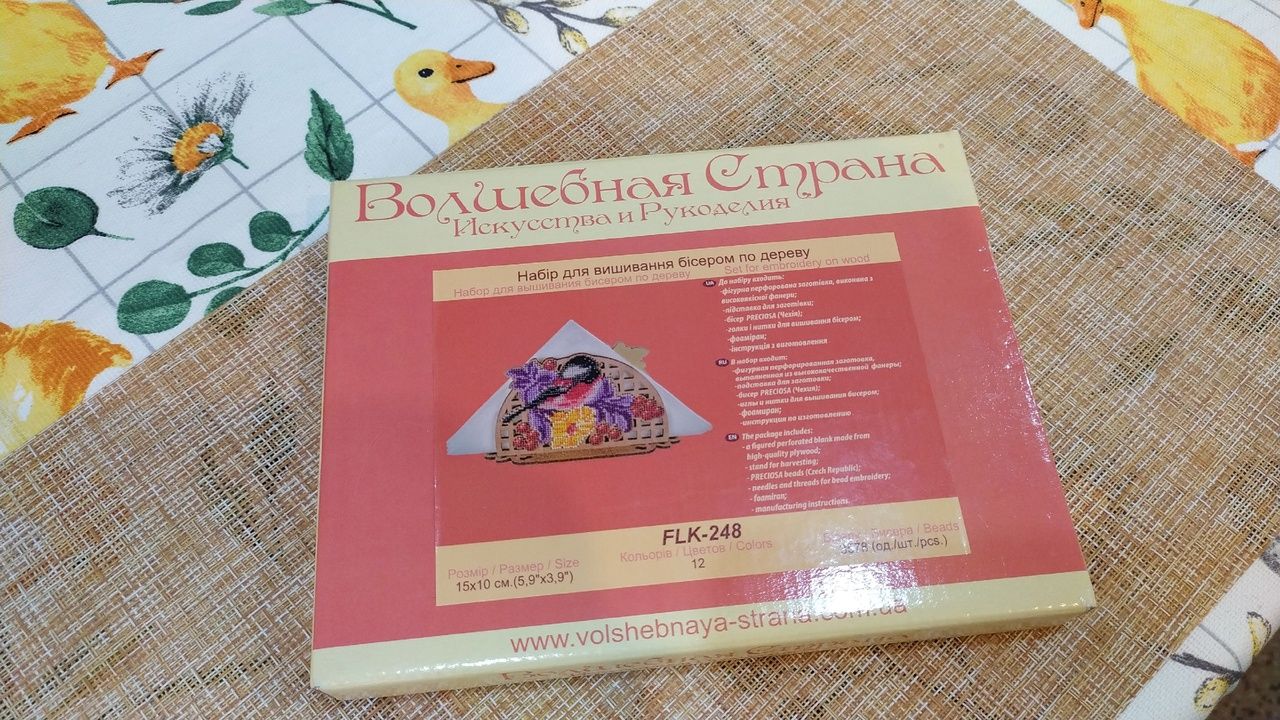 Волшебная Страна
Искусства и Рукоделия
Набір для вишивання бісером по дереву
Набор для вышивания бисером по дереву
Set for embroidery on wood
UA До набіру входить:
-фігурна перфорована заготівка, виконана з
високоякісної фанери;
-підставка для заготівки;
-бісер PRECIOSA (Чехія);
-голки і нитки для вишивання бісером;
-фоаміран;
-інструкція з виготовлення
RU В набор входит:
-фигурная перфорированная заготовка,
выполненная из высококачественной фанеры;
-подставка для заготовки;
-бисер PRECIOSA (Чехия);
-иглы и нитки для вышивания бисером;
-фоамиран;
-инструкция по изготовлению
EN The package includes:
- a figured perforated blank made from
high-quality plywood;
- stand for harvesting;
- PRECIOSA beads (Czech Republic);
- needles and threads for bead embroidery;
- foamiran;
- manufacturing instructions.
FLK-248
Розмір / Размер / Size
15x10 см.(5,9"x3,9")
Кольорів / Цветов / Colors
12
/ Beads
(од./шт./pcs.)
www.volshebnaya-strana.com.ua